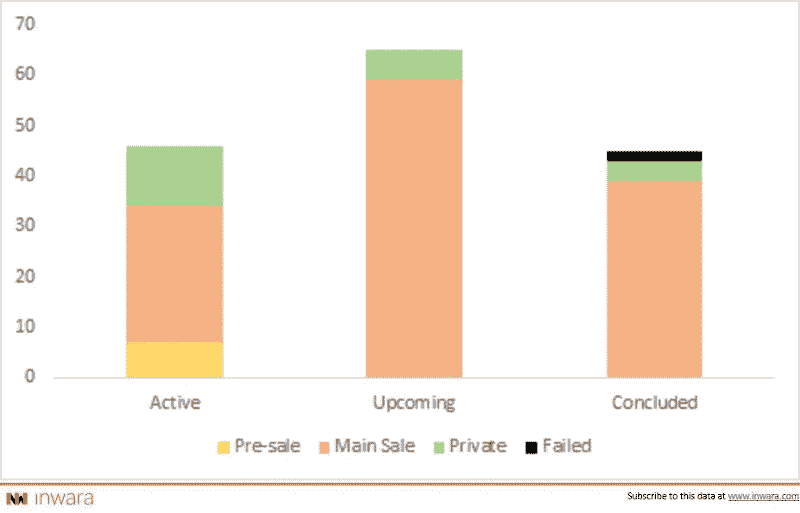 70
60
50
40
30
20
10
0
Active Upcoming Concluded
Pre-sale Main Sale Private Failed
inwara
Subscribe to this data at www.inwara.com